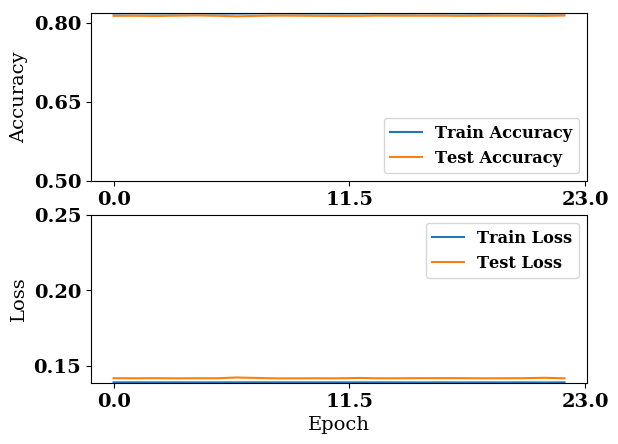 0.80
0.65
0.50
Accuracy
Train Accuracy
Test Accuracy
0.0 11.5 23.0
0.25
0.20
0.15
Loss
Train Loss
Test Loss
0.0 11.5 23.0
Epoch